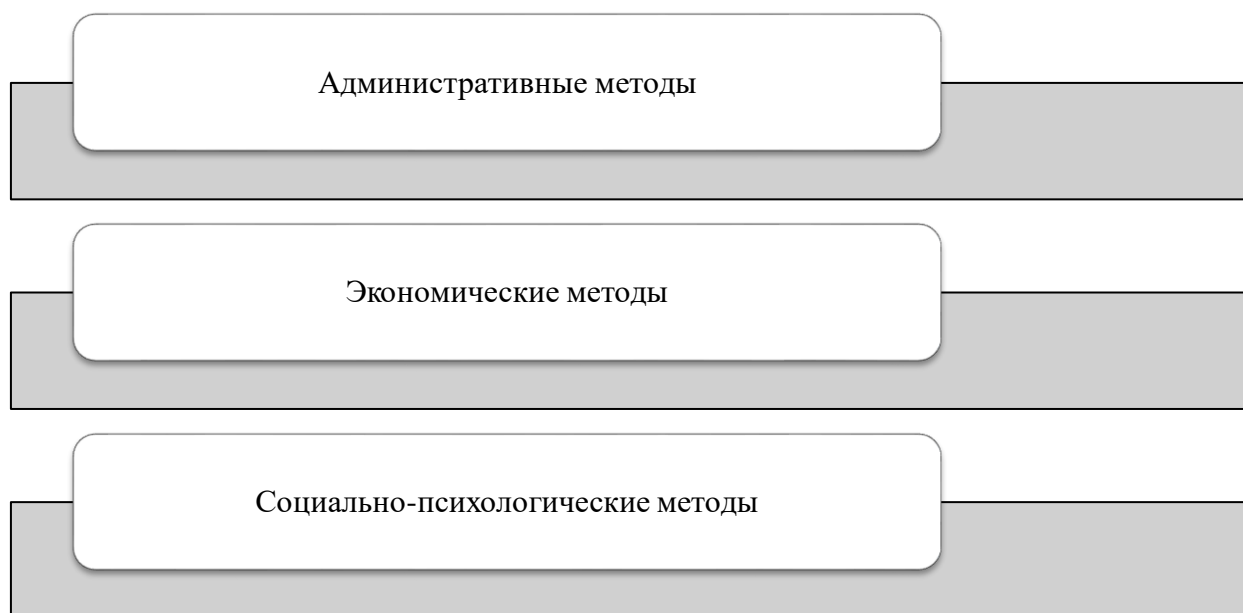 Административные методы
Экономические методы
Социально-психологические методы